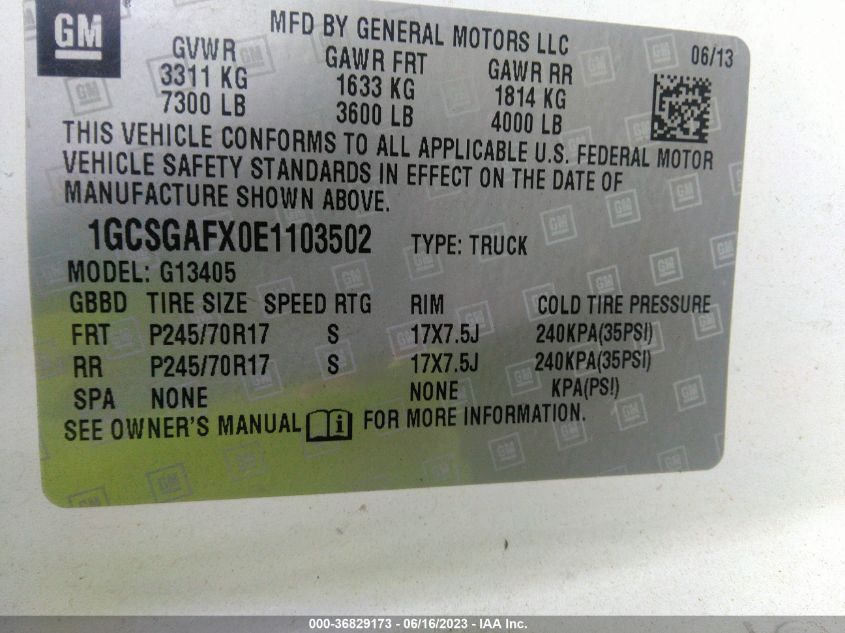 GM
MFD BY GENERAL MOTORS LLC
GVWR GAWR FRT GAWR RR 06/13
3311 KG 1633 KG 1814 KG
7300 LB 3600 LB 4000 LB
THIS VEHICLE CONFORMS TO ALL APPLICABLE U.S. FEDERAL MOTOR
VEHICLE SAFETY STANDARDS IN EFFECT ON THE DATE OF
MANUFACTURE SHOWN ABOVE.
1GCSGAFX0E1103502 TYPE: TRUCK
MODEL: G13405
GBBD TIRE SIZE SPEED RTG RIM COLD TIRE PRESSURE
FRT P245/70R17 S 17X7.5J 240KPA(35PSI)
RR P245/70R17 S 17X7.5J 240KPA(35PSI)
SPA NONE NONE KPA(PSI)
SEE OWNER'S MANUAL i FOR MORE INFORMATION.
000-36829173 - 06/16/2023 - IAA Inc.